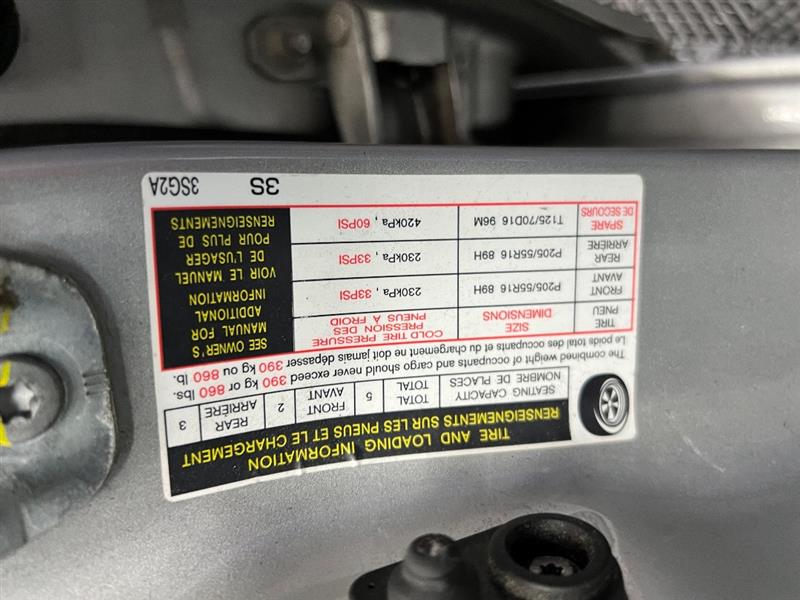 TIRE AND LOADING INFORMATION
RENSEIGNEMENTS SUR LES PNEUS ET LE CHARGEMENT
SEATING CAPACITY
NOMBRE DE PLACES
TOTAL
TOTAL
5
FRONT
AVANT
2
REAR
ARRIÈRE
3
The combined weight of occupants and cargo should never exceed 390 kg or 860 lbs.
Le poids total des occupants et du chargement ne doit jamais dépasser 390 kg ou 860 lb.
TIRE
PNEU
SIZE
DIMENSIONS
COLD TIRE PRESSURE
PRESSION DES
PNEUS À FROID
FRONT
AVANT
P205/55R16 89H
230kPa , 33PSI
REAR
ARRIÈRE
P205/55R16 89H
230kPa , 33PSI
SPARE
DE SECOURS
T125/70D16 96M
420kPa , 60PSI
SEE OWNER'S
MANUAL FOR
ADDITIONAL
INFORMATION
VOIR LE MANUEL
DE L'USAGER
POUR PLUS DE
RENSEIGNEMENTS
3S
3SG2A